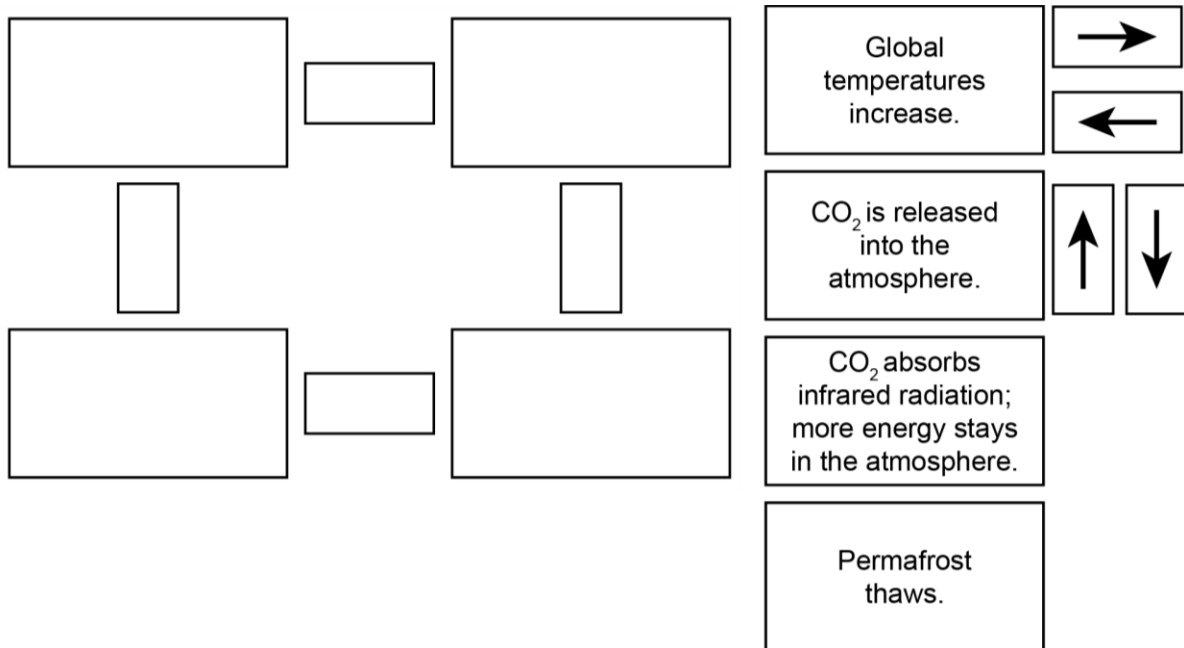 Global
temperatures
increase.
CO₂ is released
into the
atmosphere.
CO₂ absorbs
infrared radiation;
more energy stays
in the atmosphere.
Permafrost
thaws.